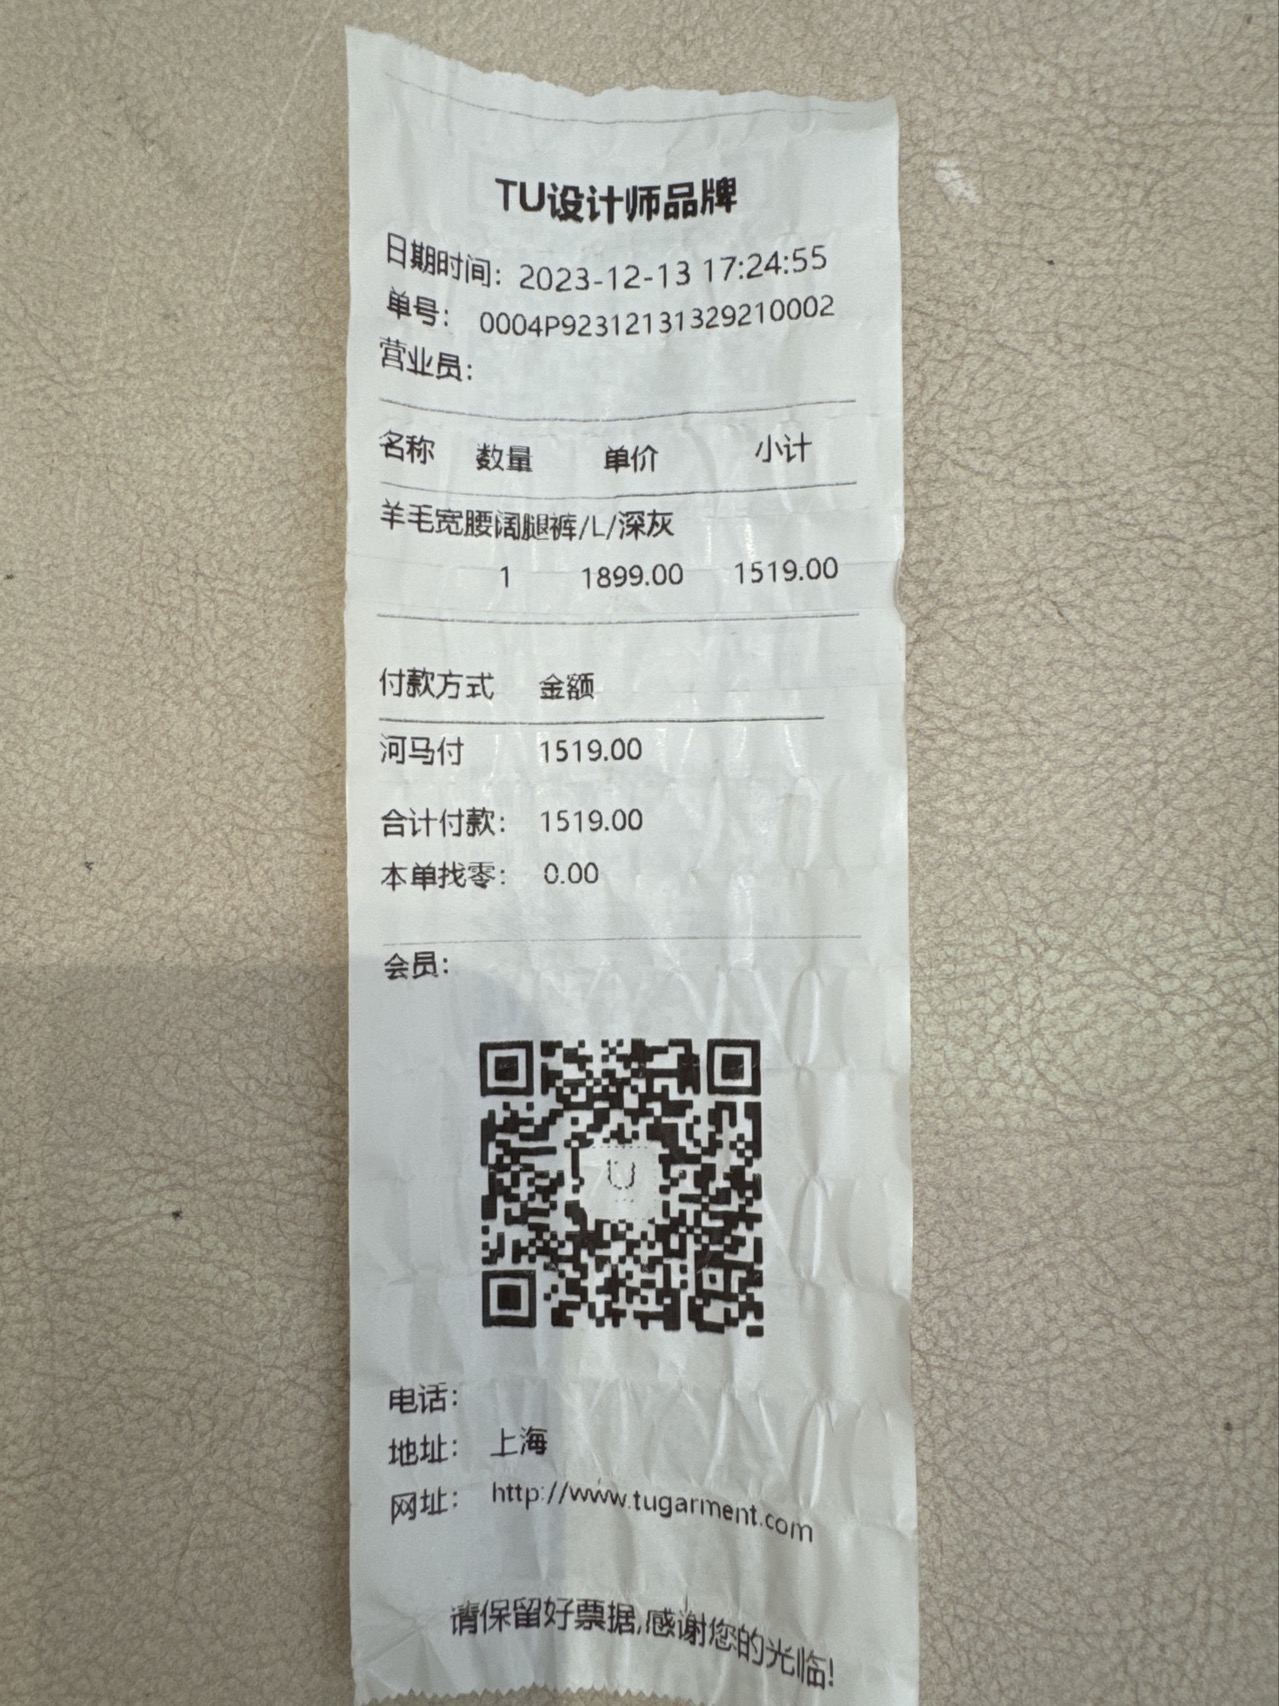 TU设计师品牌
日期时间：2023-12-13 17:24:55
单号：0004P92312131329210002
营业员：
名称 数量 单价 小计
羊毛宽腰阔腿裤/L/深灰
1 1899.00 1519.00
付款方式 金额
河马付 1519.00
合计付款：1519.00
本单找零：0.00
会员：
U
电话：
地址：上海
网址：http://www.tugarment.com
请保留好票据,感谢您的光临!